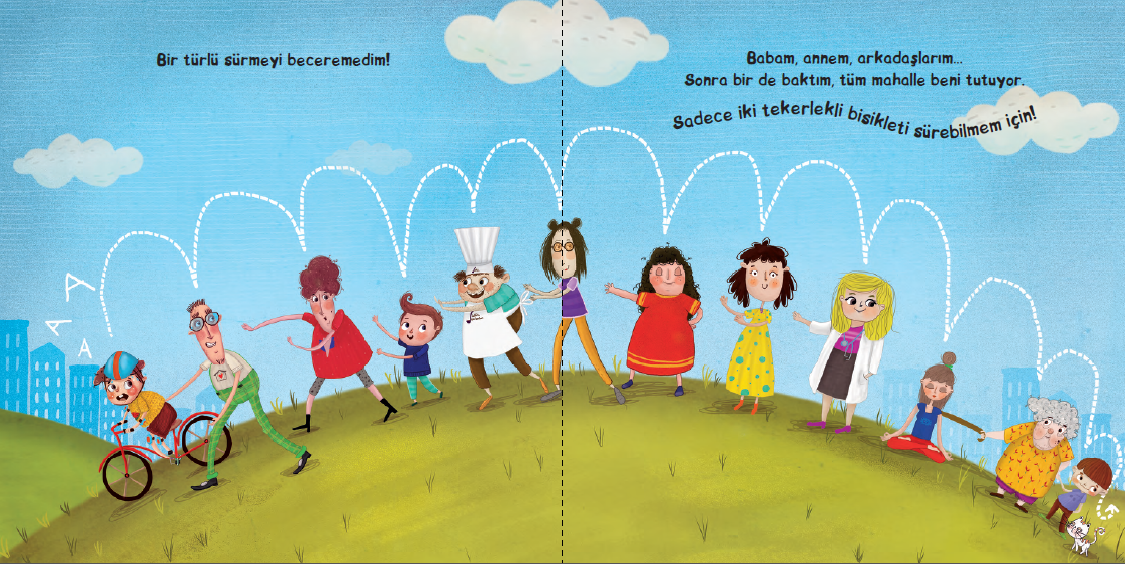 Bir türlü sürmeyi beceremedim!
Babam, annem, arkadaşlarım...
Sonra bir de baktım, tüm mahalle beni tutuyor.
Sadece iki tekerlekli bisikleti sürebilmem için!
A
A
A